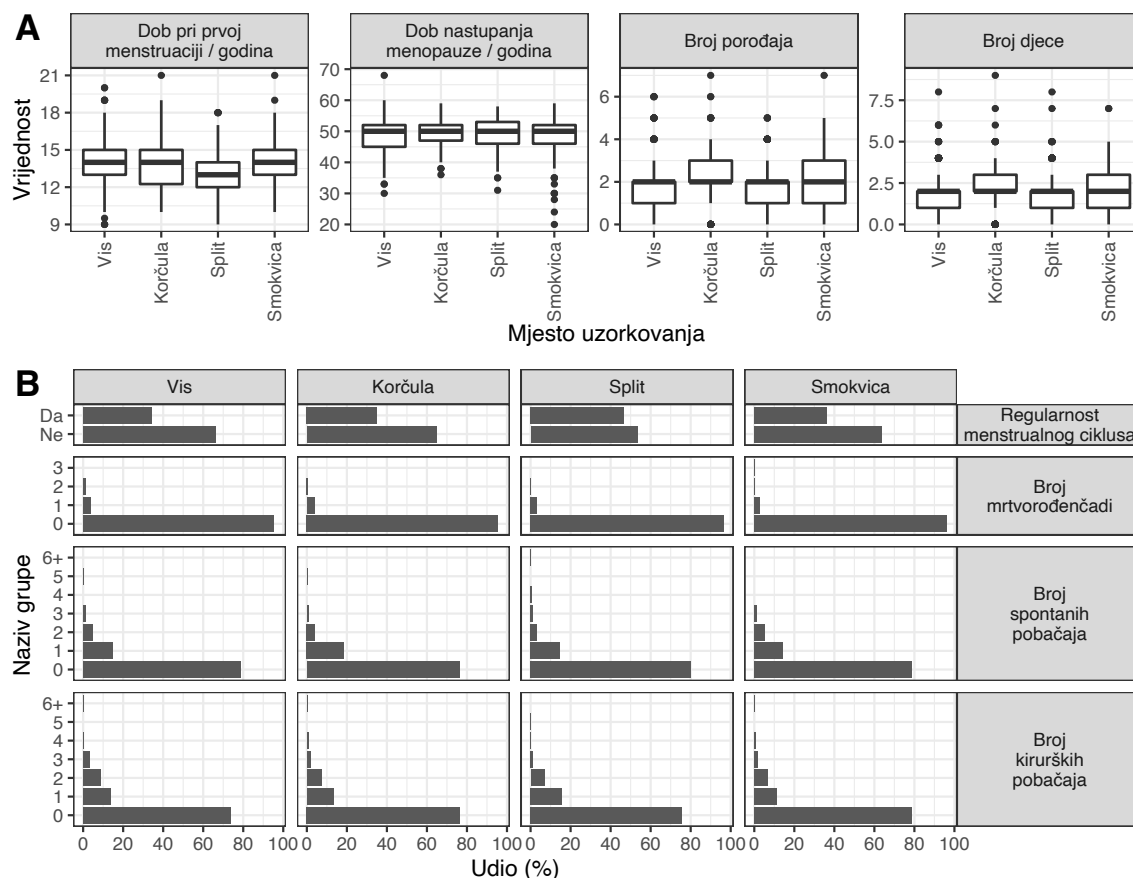 A
Dob pri prvoj
menstruaciji / godina
Dob nastupanja
menopauze / godina
Broj porođaja
Broj djece
Vrijednost
21
18
15
12
9
70
60
50
40
30
20
6
4
2
0
7.5
5.0
2.5
0.0
Vis
Korčula
Split
Smokvica
Vis
Korčula
Split
Smokvica
Vis
Korčula
Split
Smokvica
Vis
Korčula
Split
Smokvica
Mjesto uzorkovanja
B
Vis Korčula Split Smokvica
Naziv grupe
Da
Ne
Regularnost
menstrualnog ciklusa
3
2
1
0
Broj
mrtvorođenčadi
6+
5
4
3
2
1
0
Broj
spontanih
pobačaja
6+
5
4
3
2
1
0
Broj
kirurških
pobačaja
0 20 40 60 80 100 0 20 40 60 80 100 0 20 40 60 80 100 0 20 40 60 80 100
Udio (%)